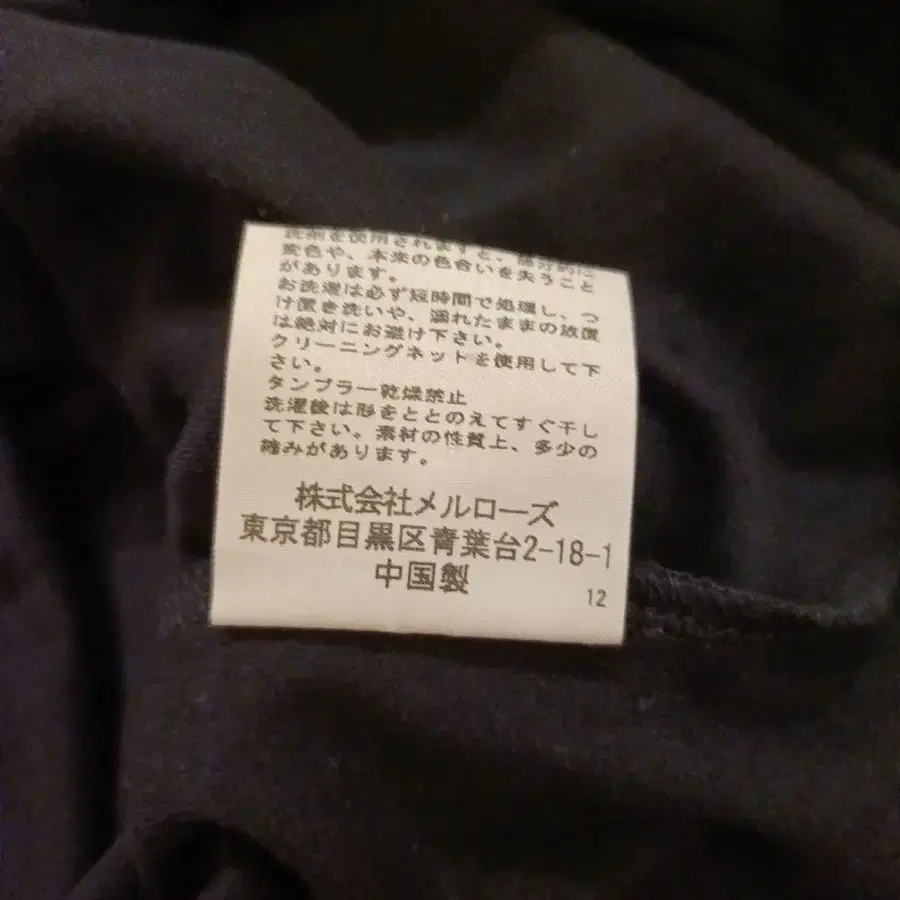 洗剤を使用されますと、部分的に
変色や、本来の色合いを失うこと
があります。
お洗濯は必ず短時間で処理し、つ
け置き洗いや、濡れたままの放置
は絶対にお避け下さい。
クリーニングネットを使用して下
さい。
タンブラー乾燥禁止
洗濯後は形をととのえてすぐ干し
て下さい。素材の性質上、多少の
縮みがあります。
株式会社メルローズ
東京都目黒区青葉台2-18-1
中国製
12